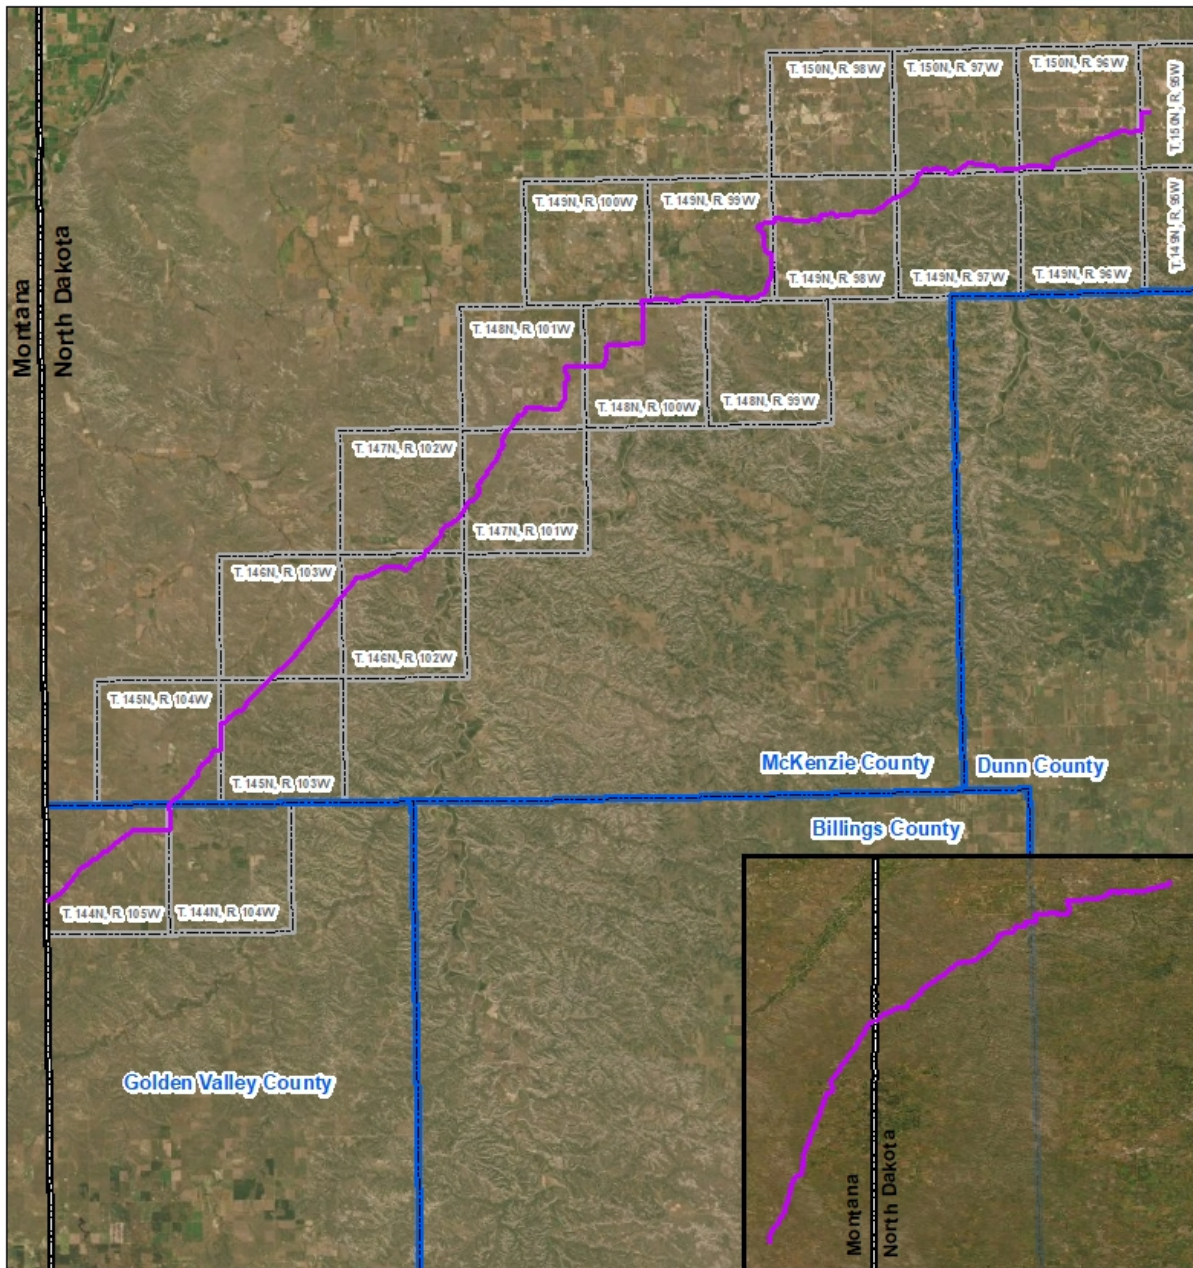 T. 150N, R. 98W
T. 150N, R. 97W
T. 150N, R. 96W
T. 150N, R. 95W
T. 149N, R. 100W
T. 149N, R. 99W
T. 149N, R. 95W
T. 149N, R. 98W
T. 149N, R. 97W
T. 149N, R. 96W
Montana
North Dakota
T. 148N, R. 101W
T. 148N, R. 100W
T. 148N, R. 99W
T. 147N, R. 102W
T. 147N, R. 101W
T. 146N, R. 103W
T. 146N, R. 102W
T. 145N, R. 104W
T. 145N, R. 103W
McKenzie County
Dunn County
Billings County
T. 144N, R. 105W
T. 144N, R. 104W
Golden Valley County
Montana
North Dakota